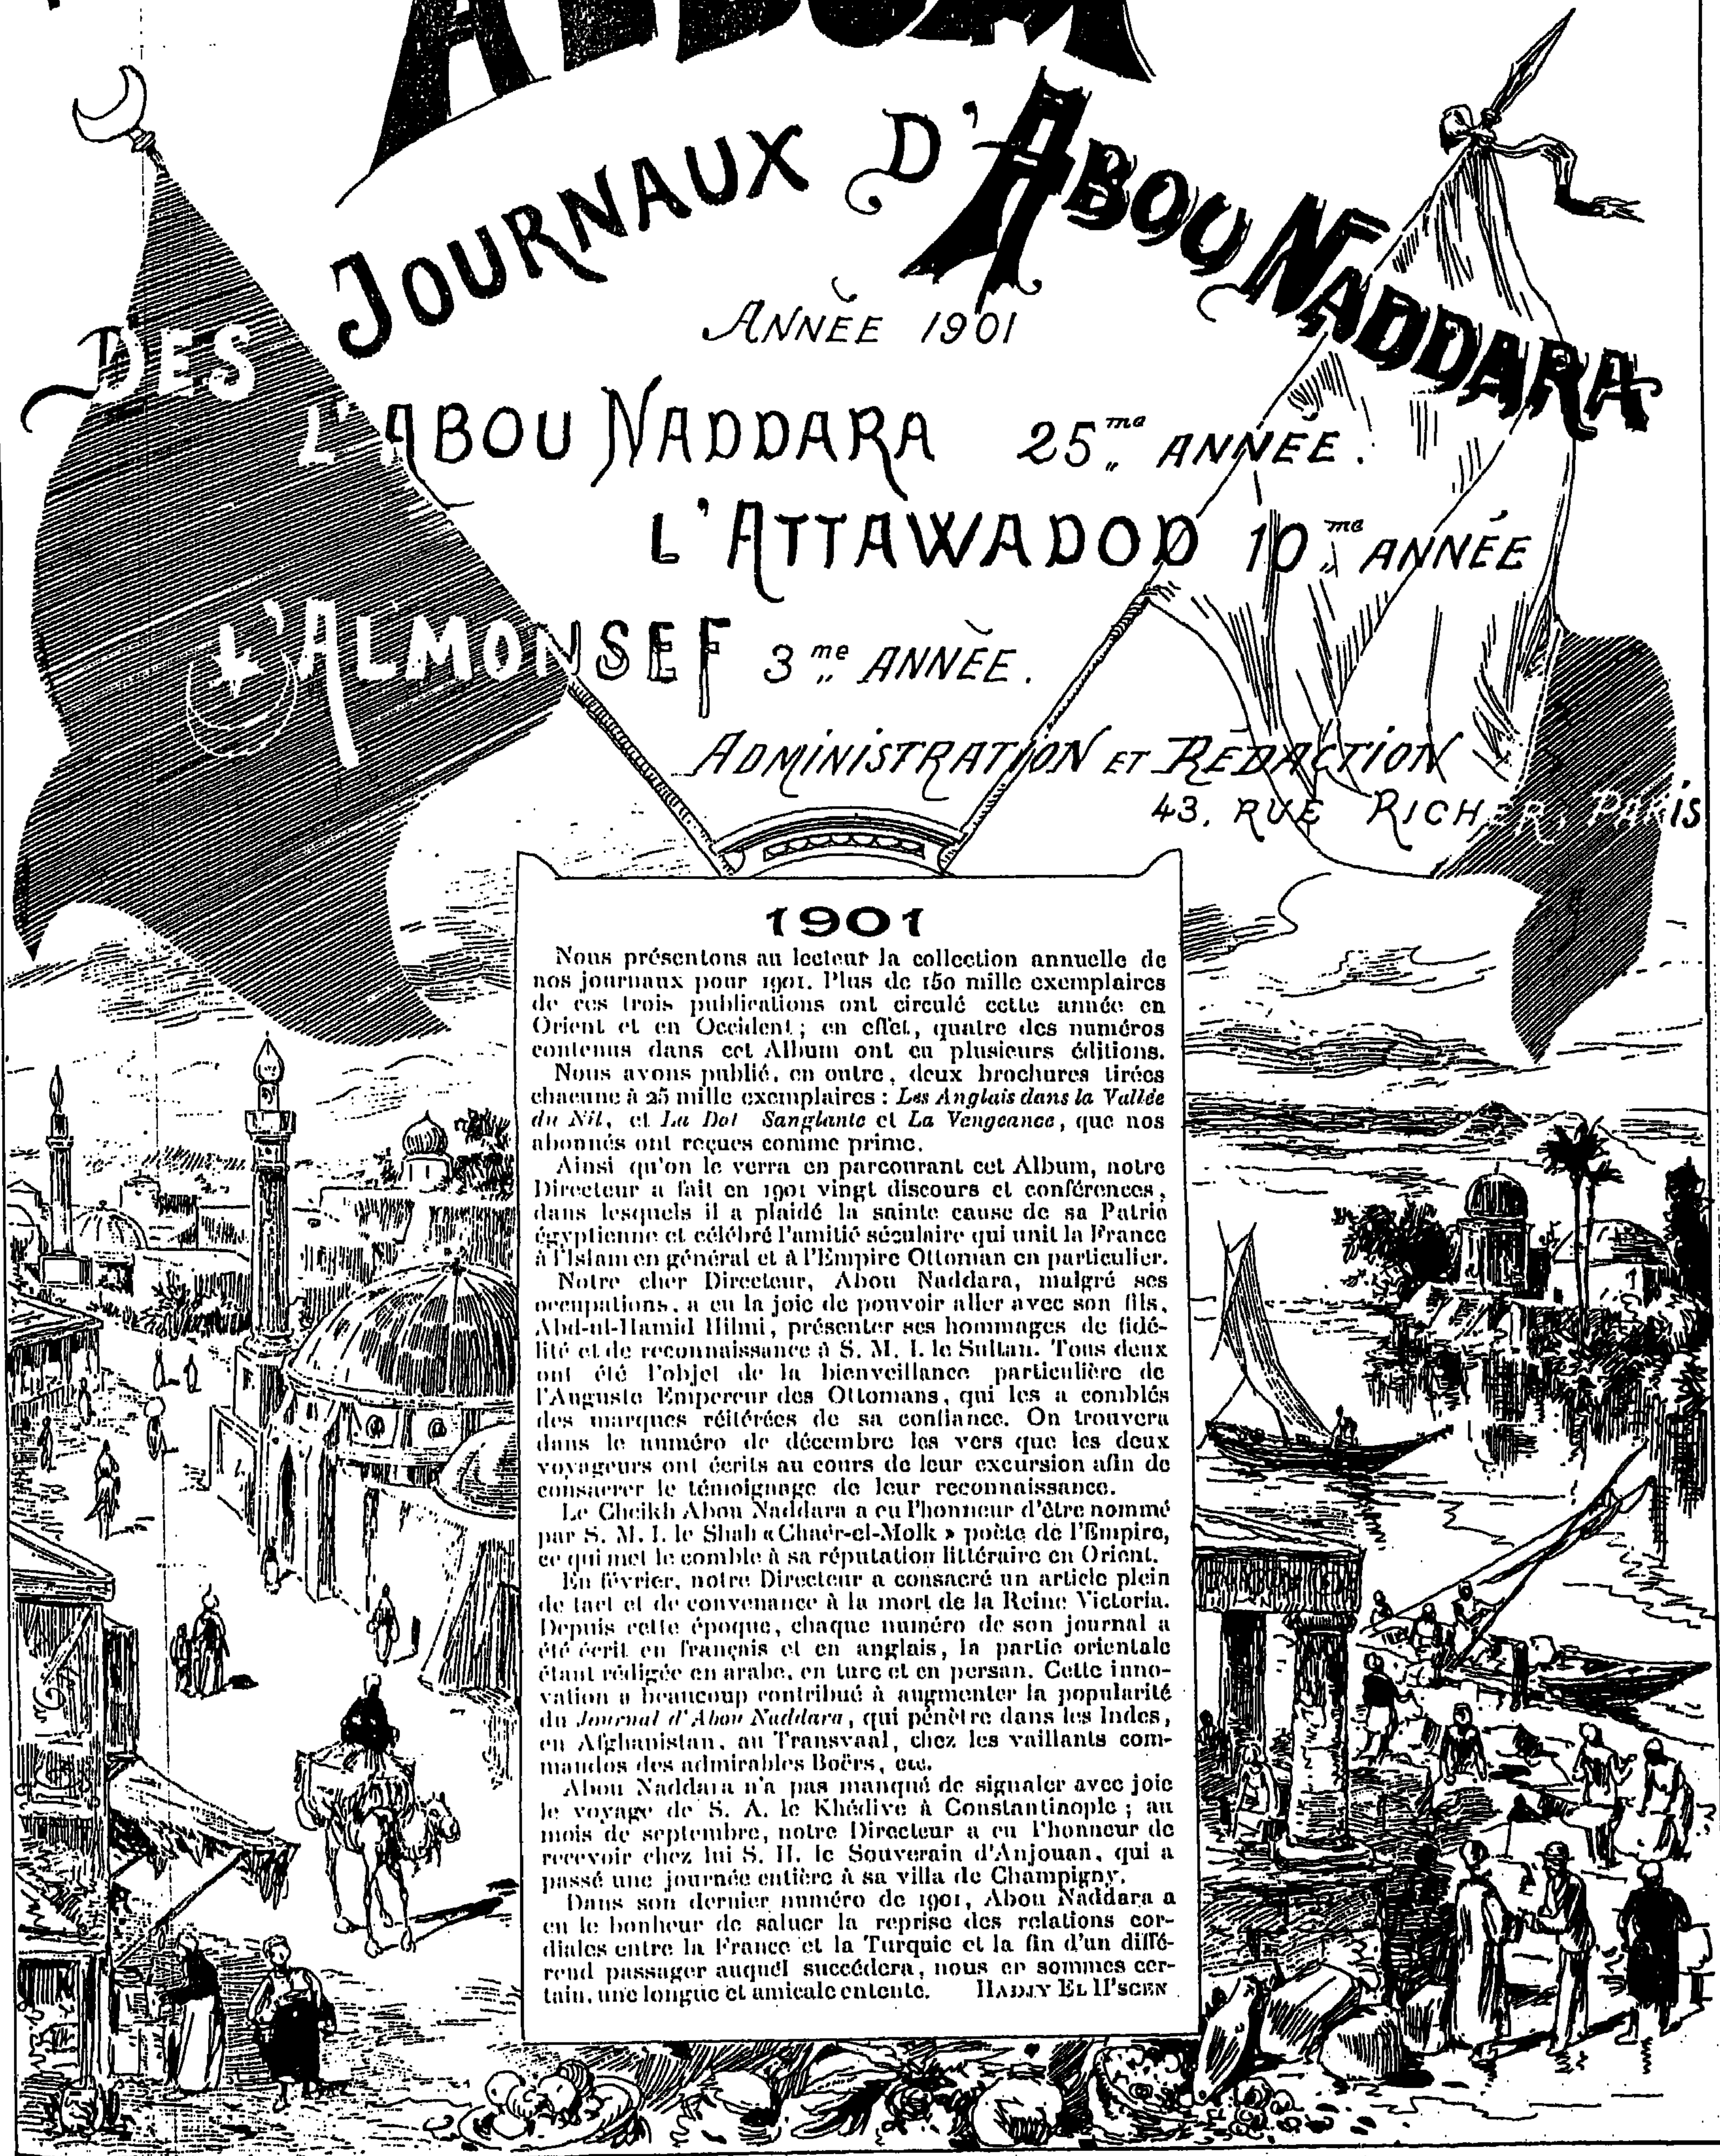 ALBUM
DES JOURNAUX D'ABOU NADDARA
ANNÉE 1901
L'ABOU NADDARA 25me ANNÉE.
L'ATTAWADOD 10me ANNÉE
L'ALMONSEF 3me ANNÉE.
ADMINISTRATION ET RÉDACTION
43, RUE RICHER, PARIS
1901
Nous présentons au lecteur la collection annuelle de
nos journaux pour 1901. Plus de 150 mille exemplaires
de ces trois publications ont circulé cette année en
Orient et en Occident ; en effet, quatre des numéros
contenus dans cet Album ont eu plusieurs éditions.
Nous avons publié, en outre, deux brochures tirées
chacune à 25 mille exemplaires : Les Anglais dans la Vallée
du Nil, et La Dot Sanglante et La Vengeance, que nos
abonnés ont reçues comme prime.
Ainsi qu'on le verra en parcourant cet Album, notre
Directeur a fait en 1901 vingt discours et conférences,
dans lesquels il a plaidé la sainte cause de sa Patrie
égyptienne et célébré l'amitié séculaire qui unit la France
à l'Islam en général et à l'Empire Ottoman en particulier.
Notre cher Directeur, Abou Naddara, malgré ses
occupations, a eu la joie de pouvoir aller avec son fils,
Abd-ul-Hamid Hilmi, présenter ses hommages de fidé-
lité et de reconnaissance à S. M. I. le Sultan. Tous deux
ont été l'objet de la bienveillance particulière de
l'Auguste Empereur des Ottomans, qui les a comblés
des marques réitérées de sa confiance. On trouvera
dans le numéro de décembre les vers que les deux
voyageurs ont écrits au cours de leur excursion afin de
consacrer le témoignage de leur reconnaissance.
Le Cheikh Abou Naddara a eu l'honneur d'être nommé
par S. M. I. le Shah « Chaér-el-Molk » poète de l'Empire,
ce qui met le comble à sa réputation littéraire en Orient.
En février, notre Directeur a consacré un article plein
de tact et de convenance à la mort de la Reine Victoria.
Depuis cette époque, chaque numéro de son journal a
été écrit en français et en anglais, la partie orientale
étant rédigée en arabe, en turc et en persan. Cette inno-
vation a beaucoup contribué à augmenter la popularité
du Journal d'Abou Naddara, qui pénètre dans les Indes,
en Afghanistan, au Transvaal, chez les vaillants com-
mandos des admirables Boërs, etc.
Abou Naddara n'a pas manqué de signaler avec joie
le voyage de S. A. le Khédive à Constantinople ; au
mois de septembre, notre Directeur a eu l'honneur de
recevoir chez lui S. H. le Souverain d'Anjouan, qui a
passé une journée entière à sa villa de Champigny.
Dans son dernier numéro de 1901, Abou Naddara a
eu le bonheur de saluer la reprise des relations cor-
diales entre la France et la Turquie et la fin d'un diffé-
rend passager auquel succédera, nous en sommes cer-
tain, une longue et amicale entente. HADJY EL